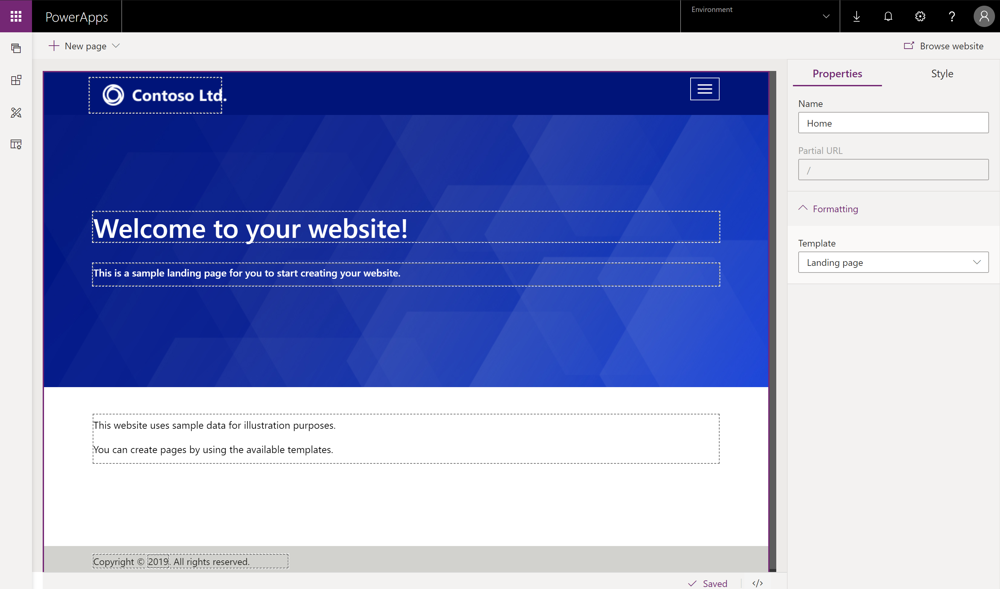 PowerApps
Environment
New page
Browse website
Contoso Ltd.
Welcome to your website!
This is a sample landing page for you to start creating your website.
This website uses sample data for illustration purposes.
You can create pages by using the available templates.
Copyright © 2019. All rights reserved.
Saved
</>
Properties
Style
Name
Home
Partial URL
/
Formatting
Template
Landing page